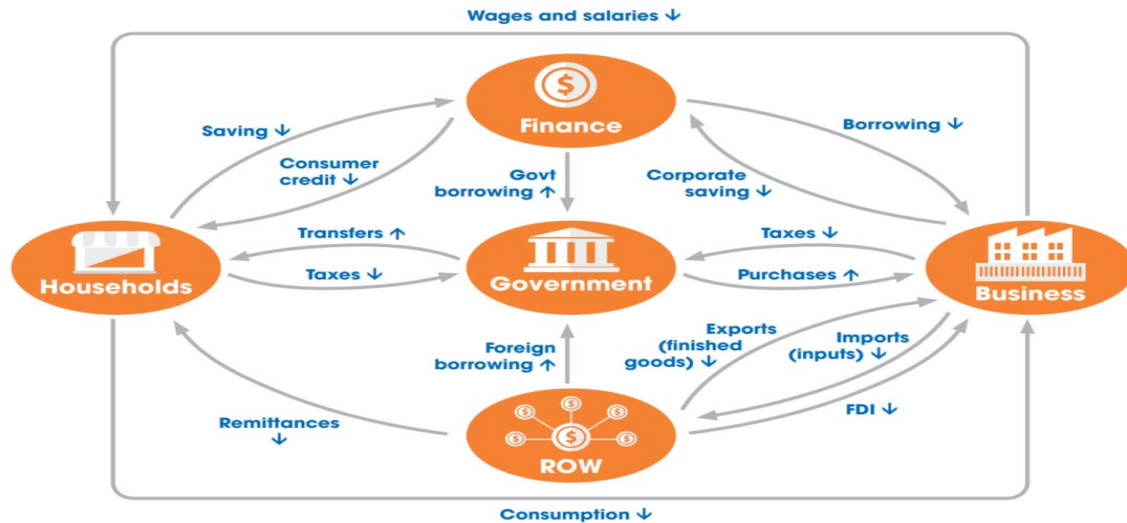 Wages and salaries ↓
$
Finance
Saving ↓
Borrowing ↓
Consumer
credit ↓
Govt
borrowing ↑
Corporate
saving ↓
Transfers ↑
Taxes ↓
Households
Government
Taxes ↓
Purchases ↑
Business
Foreign
borrowing ↑
Exports
(finished
goods) ↓
Imports
(inputs) ↓
FDI ↓
Remittances
↓
$
$
$
$
$
$
ROW
Consumption ↓